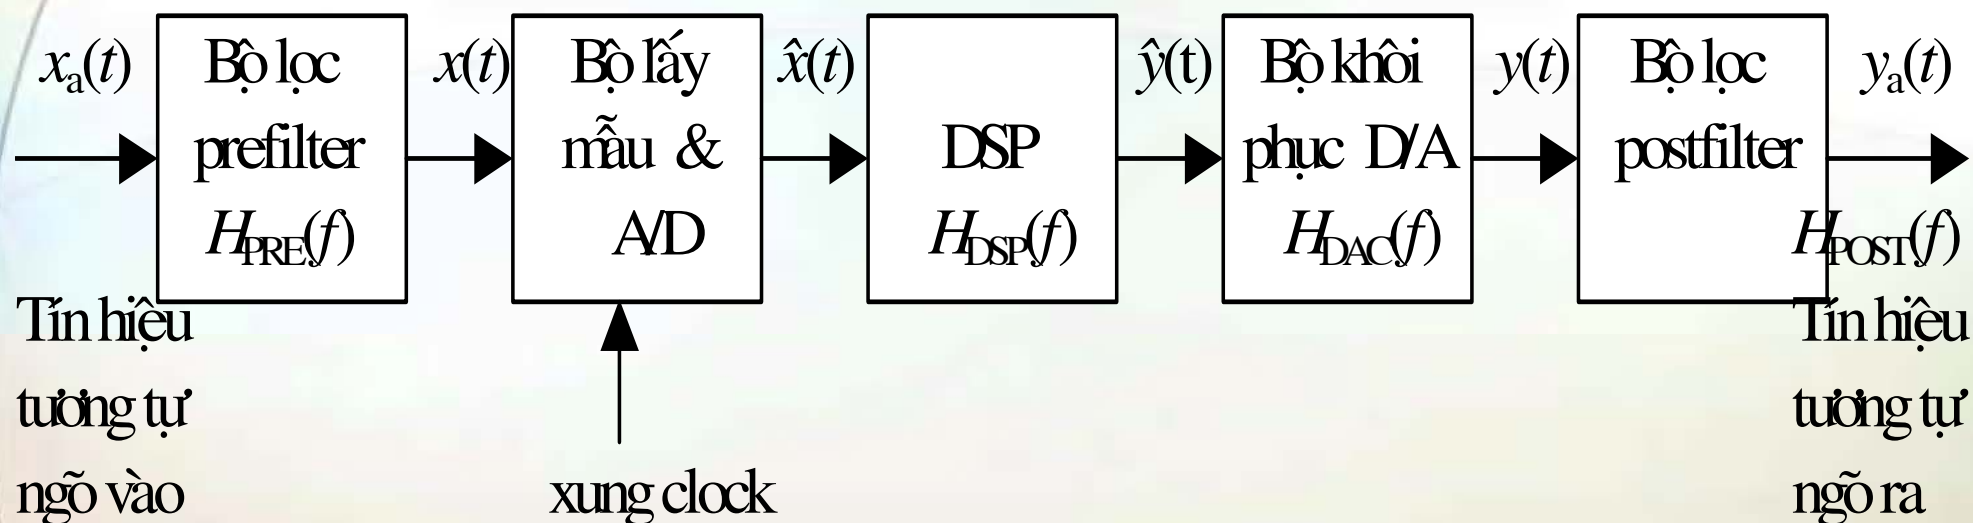 xa(t)
Bộ lọc
prefilter
HPRE(f)
x(t)
Bộ lấy
mẫu &
A/D
x̂(t)
DSP
HDSP(f)
ŷ(t)
Bộ khôi
phục D/A
HDAC(f)
y(t)
Bộ lọc
postfilter
HPOST(f)
ya(t)
Tín hiệu
tương tự
ngõ vào
xung clock
Tín hiệu
tương tự
ngõ ra